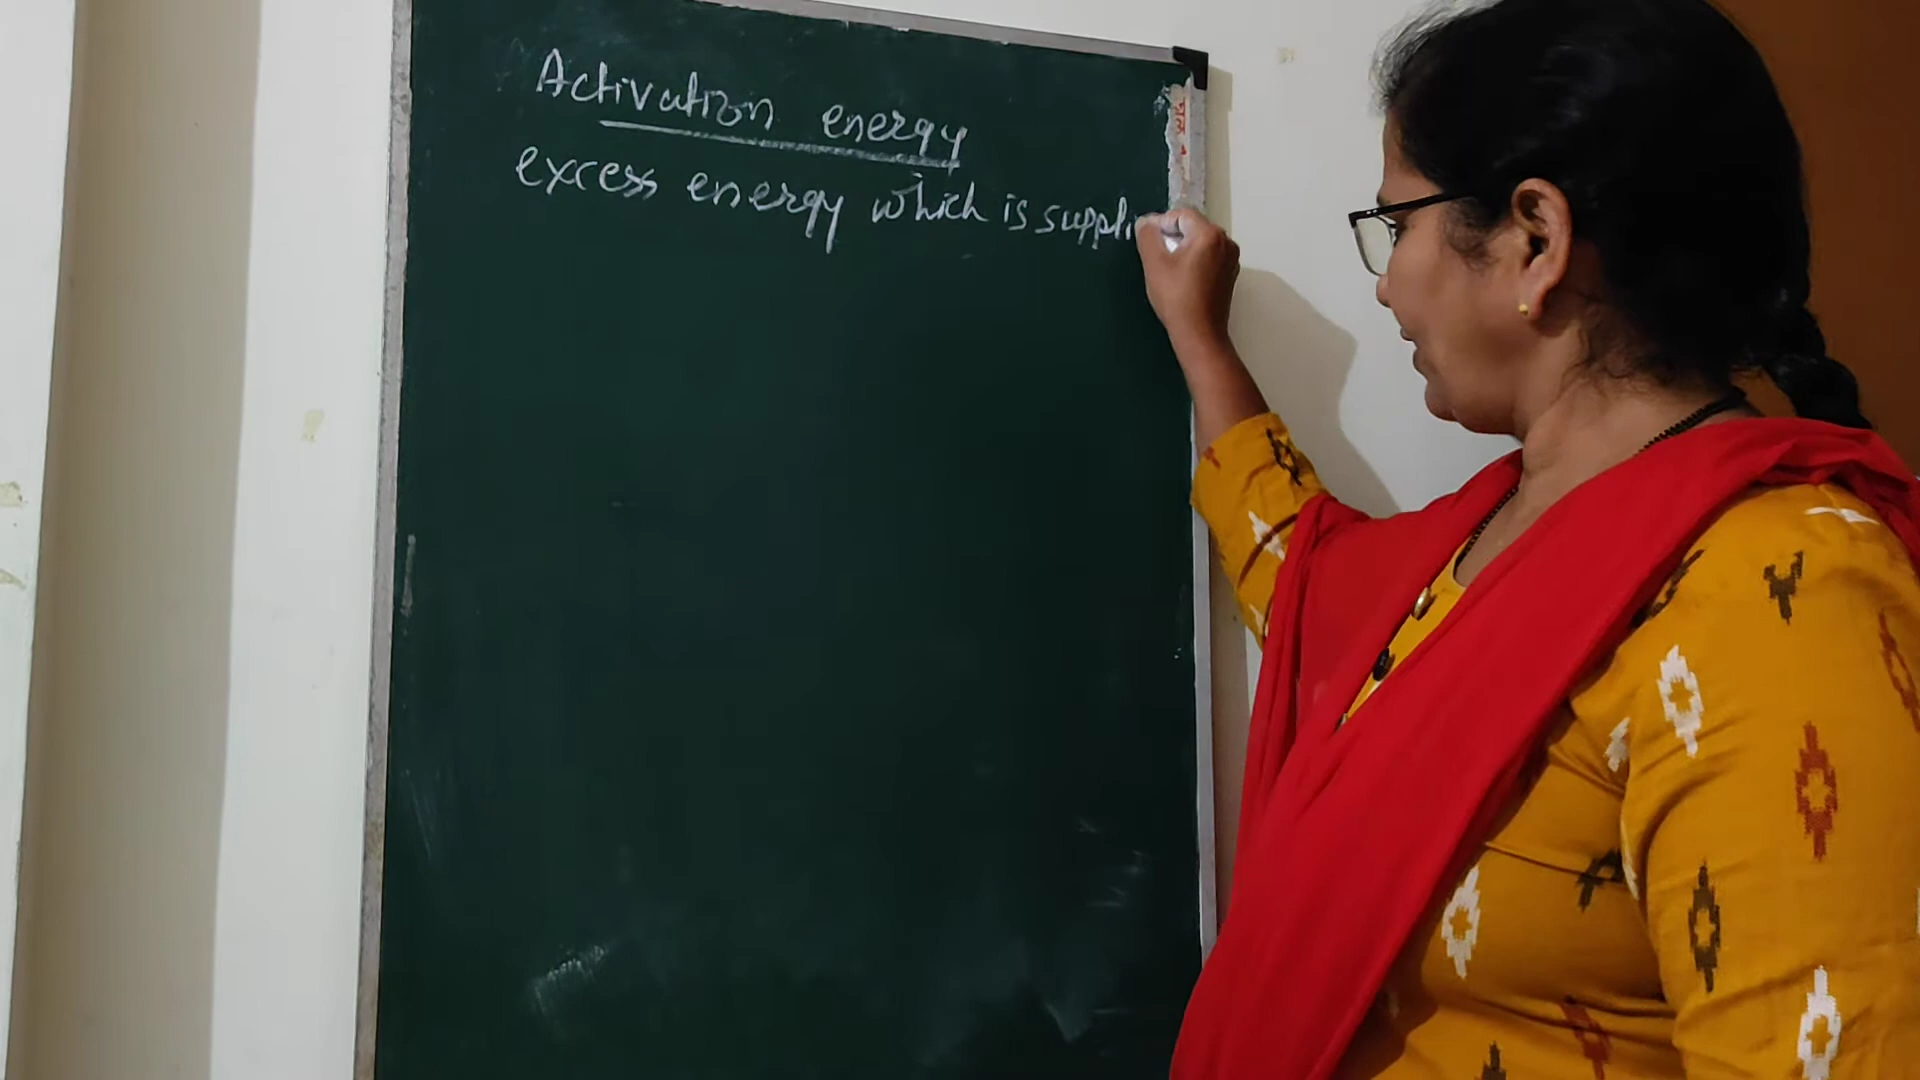 Activation energy
excess energy which is suppli